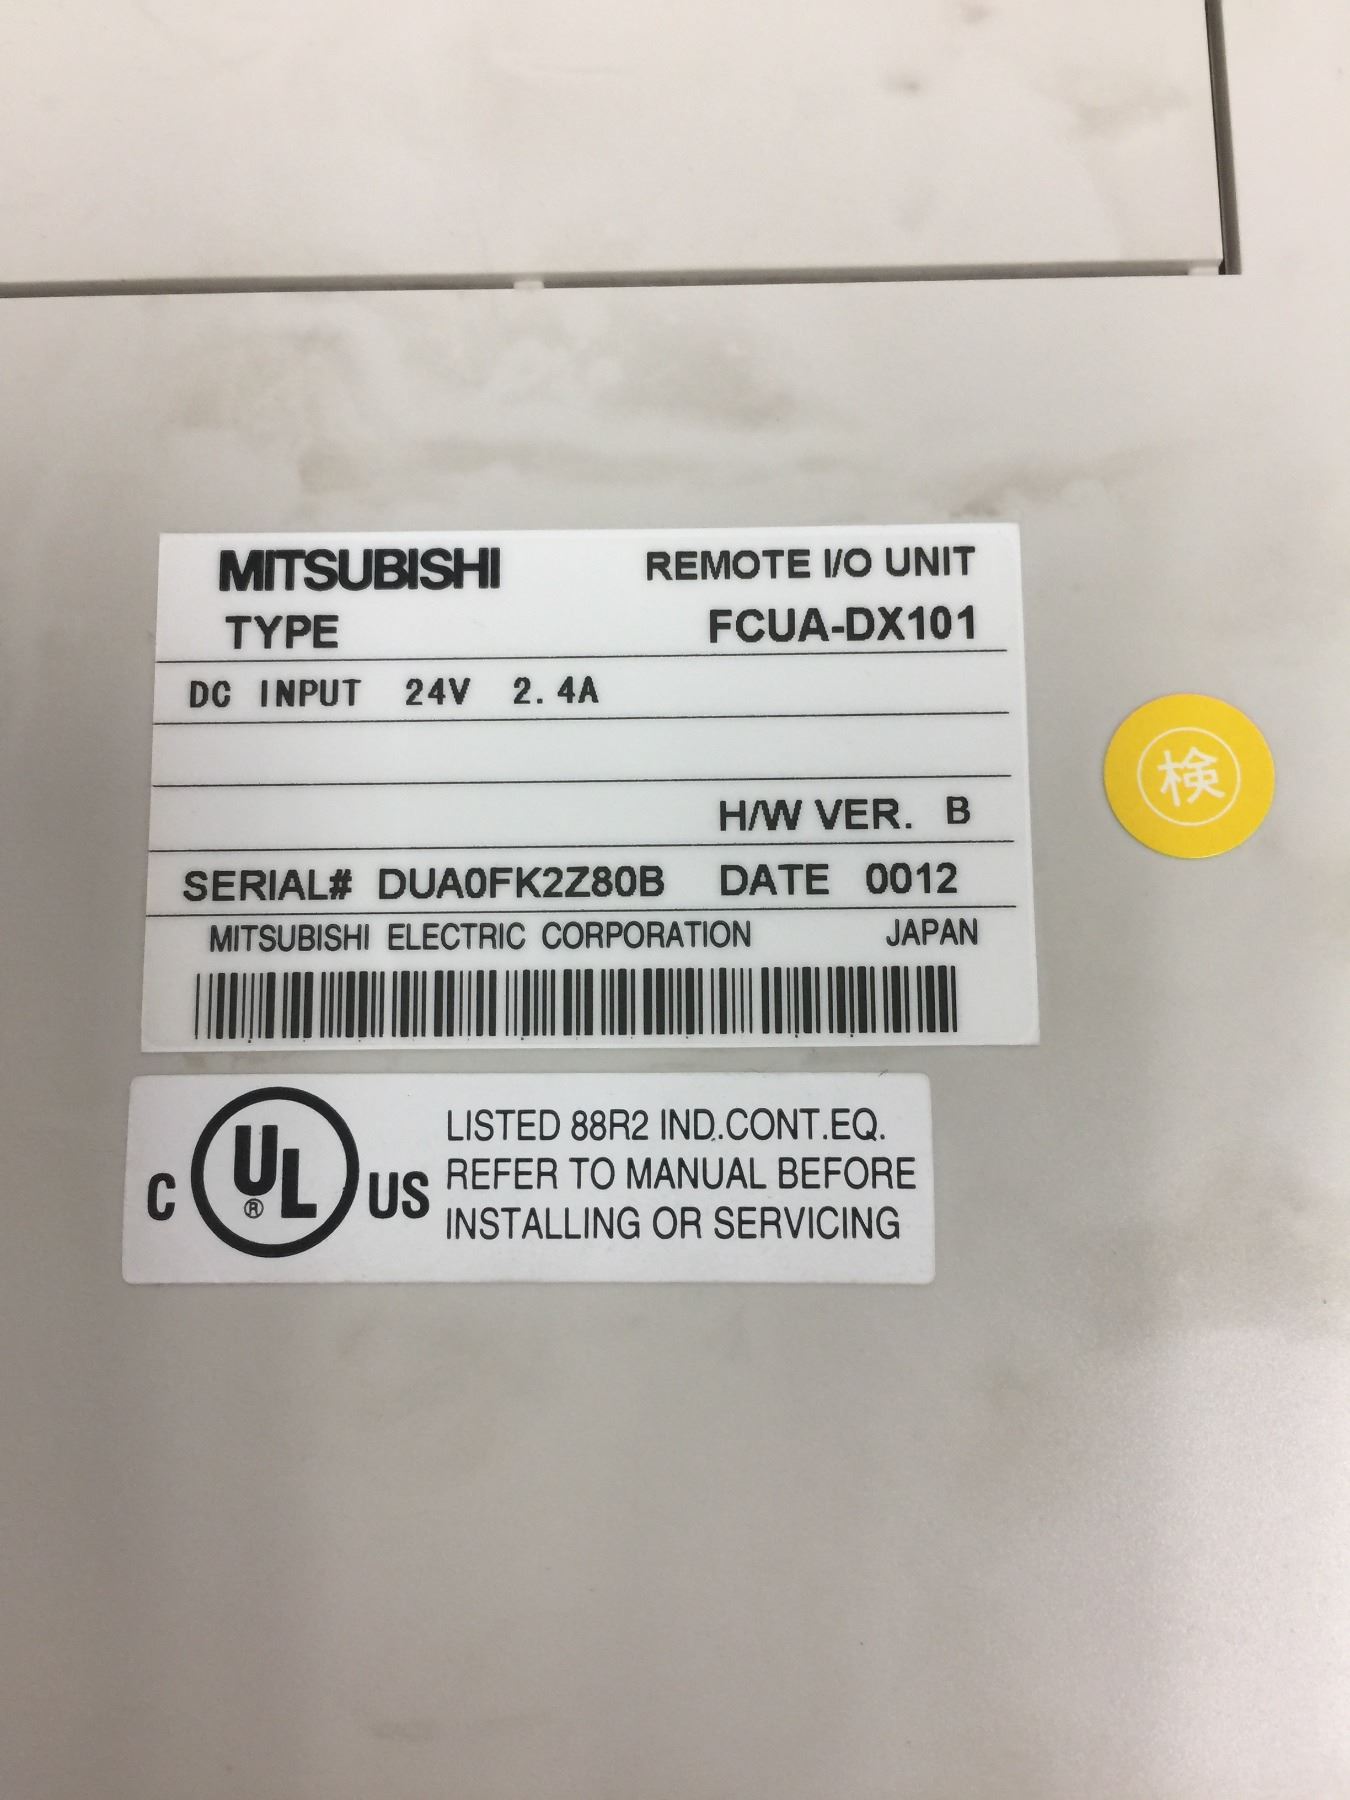 MITSUBISHI REMOTE I/O UNIT
TYPE FCUA-DX101
DC INPUT 24V 2.4A
H/W VER. B
SERIAL# DUA0FK2Z80B DATE 0012
MITSUBISHI ELECTRIC CORPORATION JAPAN
検
C UL ® US
LISTED 88R2 IND.CONT.EQ.
REFER TO MANUAL BEFORE
INSTALLING OR SERVICING